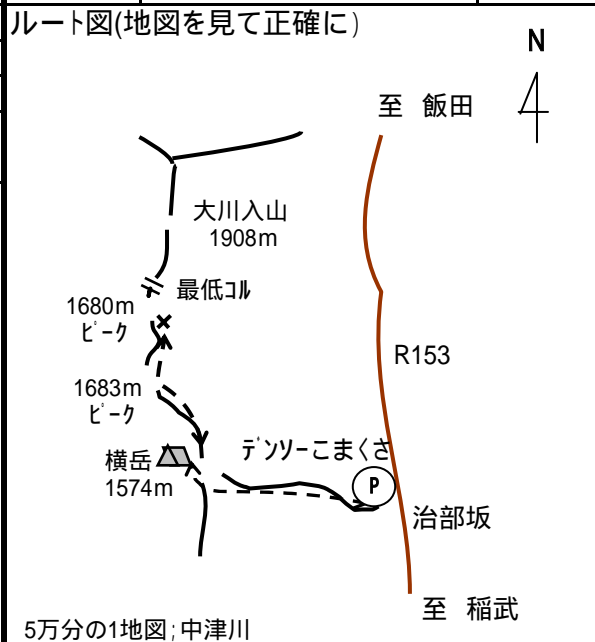 ルート図(地図を見て正確に)
N
至 飯田
大川入山
1908m
最低ｺﾙ
1680m
ﾋﾟｰｸ
R153
1683m
ﾋﾟｰｸ
ﾃﾞﾝｿｰこまくさ
横岳
1574m
P
治部坂
至 稲武
5万分の1地図;中津川